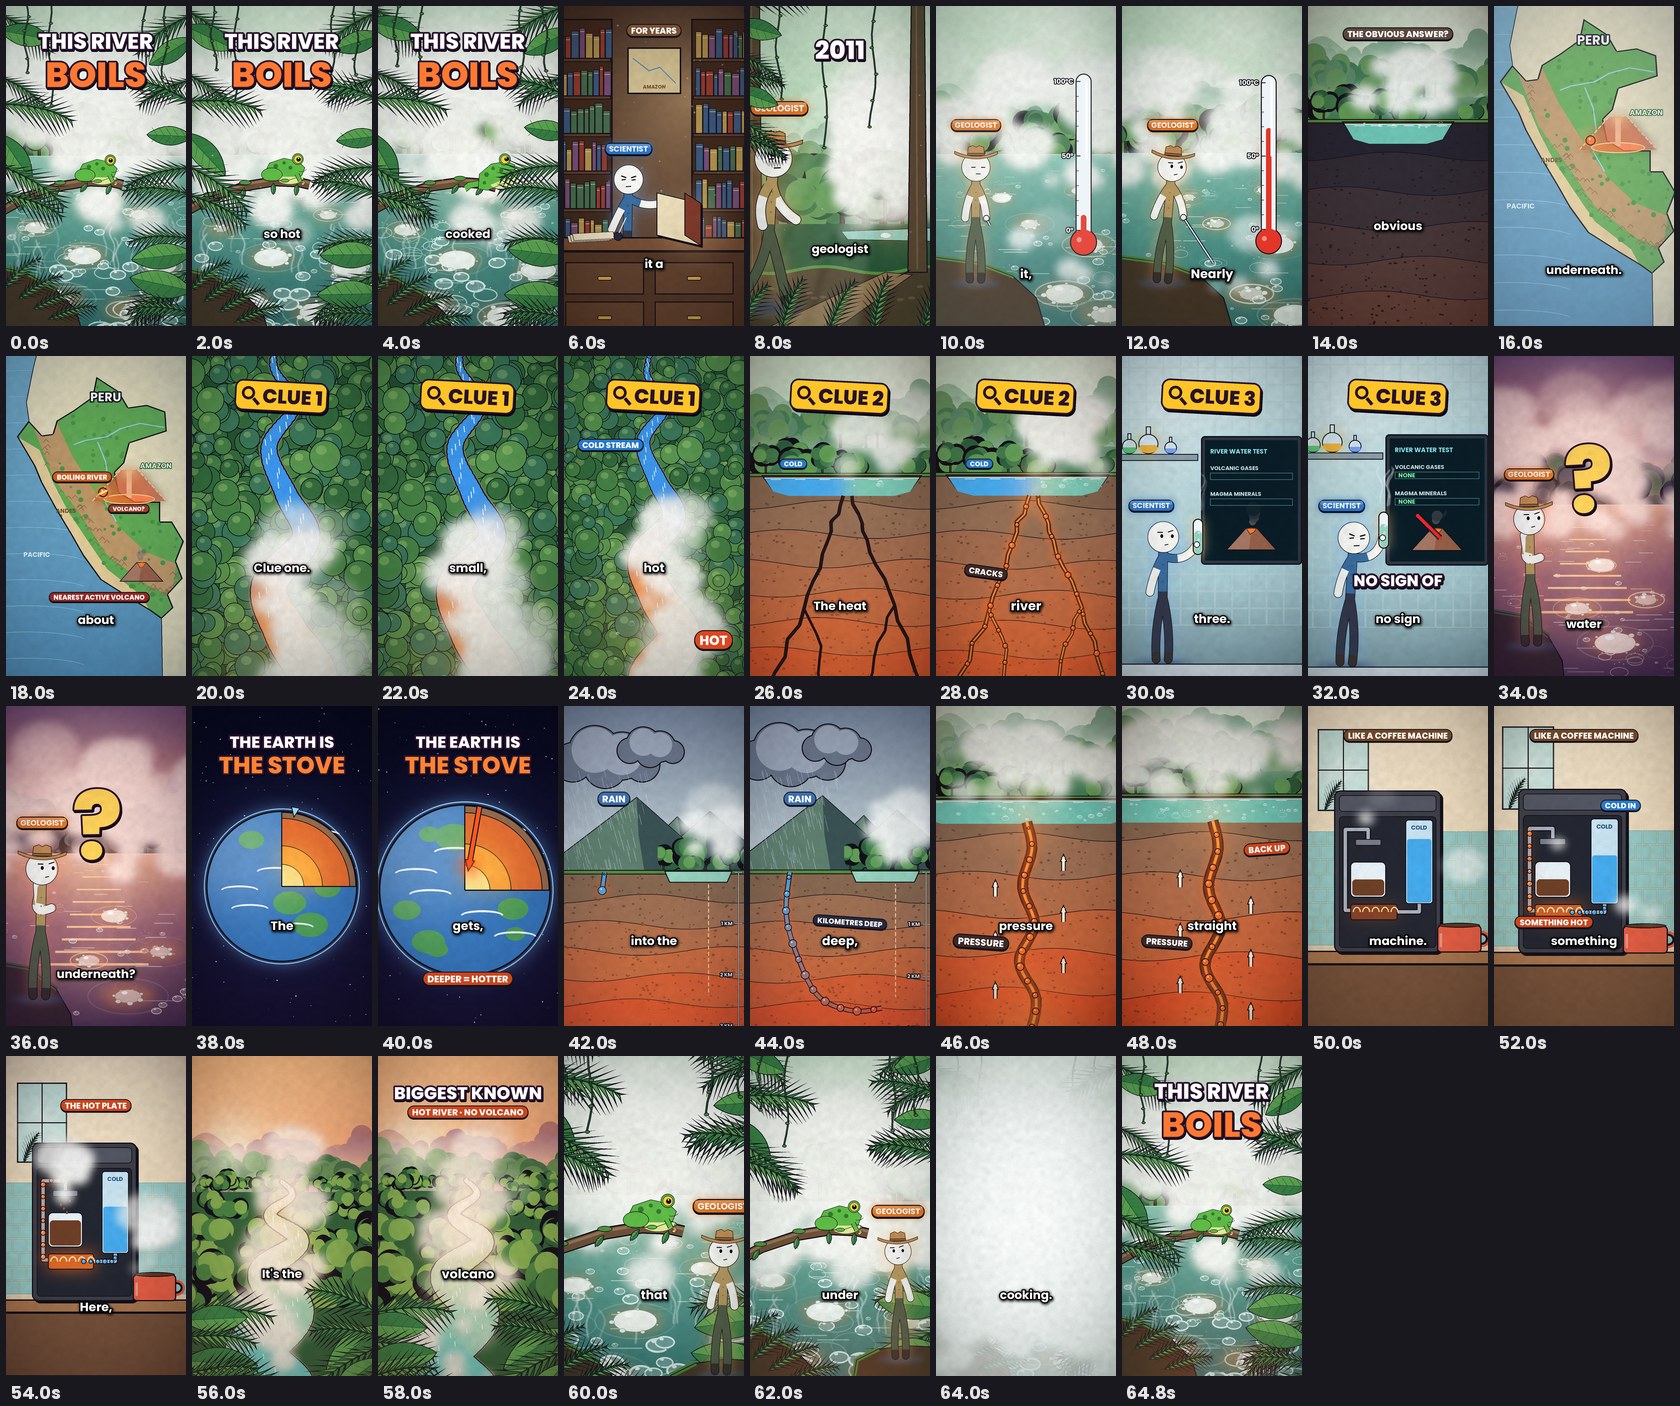 THIS RIVER
BOILS
0.0s
THIS RIVER
BOILS
so hot
2.0s
THIS RIVER
BOILS
cooked
4.0s
FOR YEARS
AMAZON
SCIENTIST
it a
6.0s
2011
GEOLOGIST
geologist
8.0s
100°C
GEOLOGIST
50°
0°
it,
10.0s
100°C
GEOLOGIST
50°
0°
Nearly
12.0s
THE OBVIOUS ANSWER?
obvious
14.0s
PERU
AMAZON
ANDES
PACIFIC
underneath.
16.0s
PERU
AMAZON
BOILING RIVER
VOLCANO?
ANDES
PACIFIC
NEAREST ACTIVE VOLCANO
about
18.0s
CLUE 1
Clue one.
20.0s
CLUE 1
small,
22.0s
CLUE 1
COLD STREAM
hot
HOT
24.0s
CLUE 2
COLD
The heat
26.0s
CLUE 2
COLD
CRACKS
river
28.0s
CLUE 3
RIVER WATER TEST
VOLCANIC GASES
MAGMA MINERALS
SCIENTIST
three.
30.0s
CLUE 3
RIVER WATER TEST
VOLCANIC GASES
NONE
MAGMA MINERALS
NONE
SCIENTIST
NO SIGN OF
no sign
32.0s
GEOLOGIST
?
water
34.0s
GEOLOGIST
?
underneath?
36.0s
THE EARTH IS
THE STOVE
The
38.0s
THE EARTH IS
THE STOVE
gets,
DEEPER = HOTTER
40.0s
RAIN
1 KM
into the
2 KM
42.0s
RAIN
KILOMETRES DEEP
1 KM
deep,
2 KM
44.0s
pressure
PRESSURE
46.0s
BACK UP
straight
PRESSURE
48.0s
LIKE A COFFEE MACHINE
COLD
machine.
50.0s
LIKE A COFFEE MACHINE
COLD IN
COLD
SOMETHING HOT
something
52.0s
THE HOT PLATE
COLD
Here,
54.0s
It's the
56.0s
BIGGEST KNOWN
HOT RIVER · NO VOLCANO
volcano
58.0s
GEOLOGIST
that
60.0s
GEOLOGIST
under
62.0s
cooking.
64.0s
THIS RIVER
BOILS
64.8s